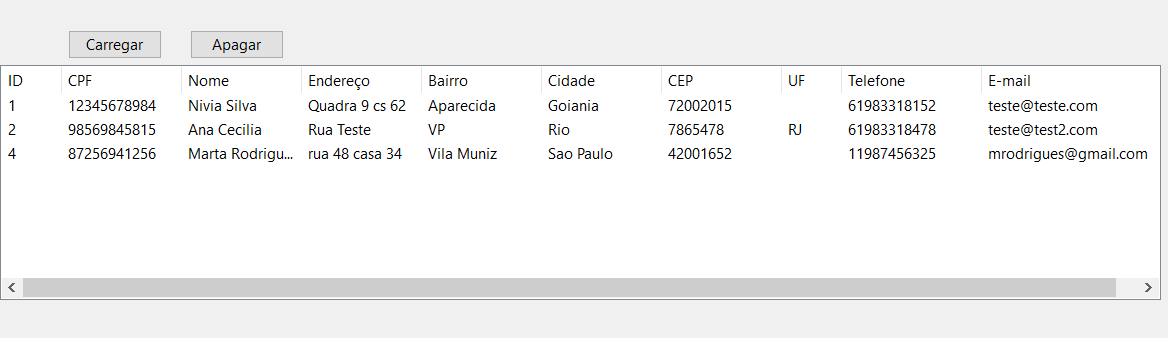 Carregar Apagar
ID CPF Nome Endereço Bairro Cidade CEP UF Telefone E-mail
1 12345678984 Nivia Silva Quadra 9 cs 62 Aparecida Goiania 72002015 61983318152 teste@teste.com
2 98569845815 Ana Cecilia Rua Teste VP Rio 7865478 RJ 61983318478 teste@test2.com
4 87256941256 Marta Rodrigu... rua 48 casa 34 Vila Muniz Sao Paulo 42001652 11987456325 mrodrigues@gmail.com